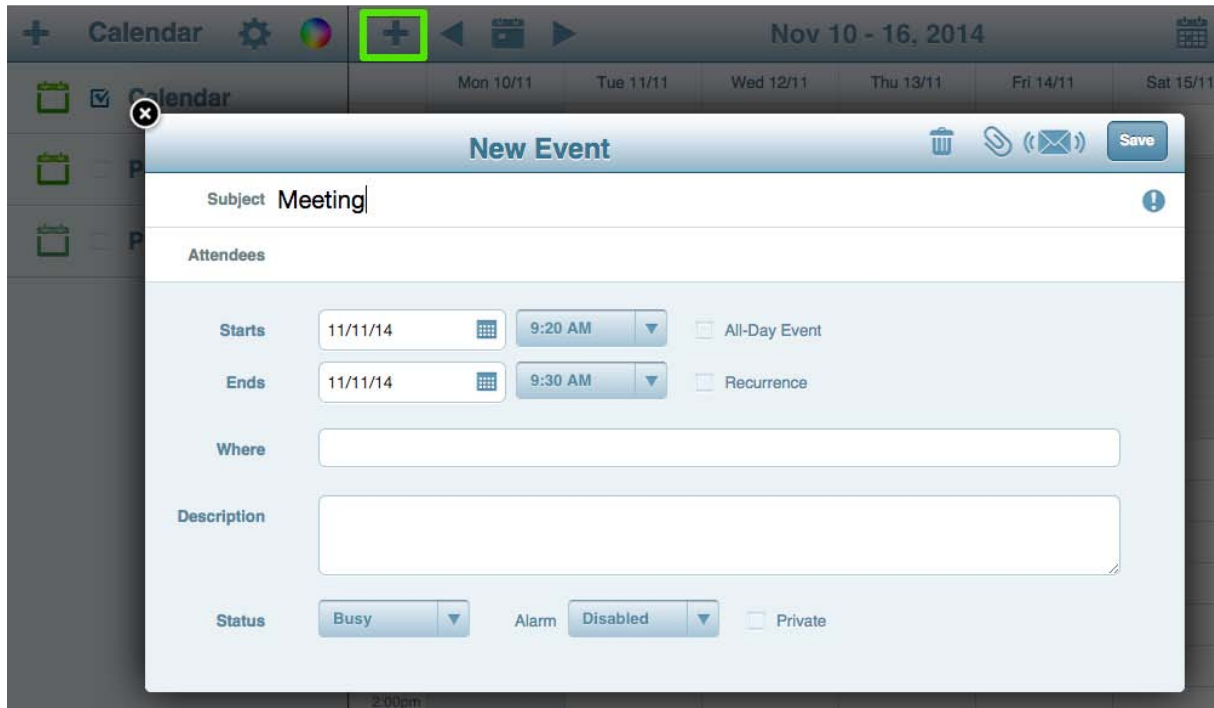 Calendar Nov 10 - 16, 2014
Mon 10/11 Tue 11/11 Wed 12/11 Thu 13/11 Fri 14/11 Sat 15/11
Calendar
New Event Save
P
Subject Meeting
P
Attendees
Starts 11/11/14 9:20 AM All-Day Event
Ends 11/11/14 9:30 AM Recurrence
Where
Description
Status Busy Alarm Disabled Private
2:00pm